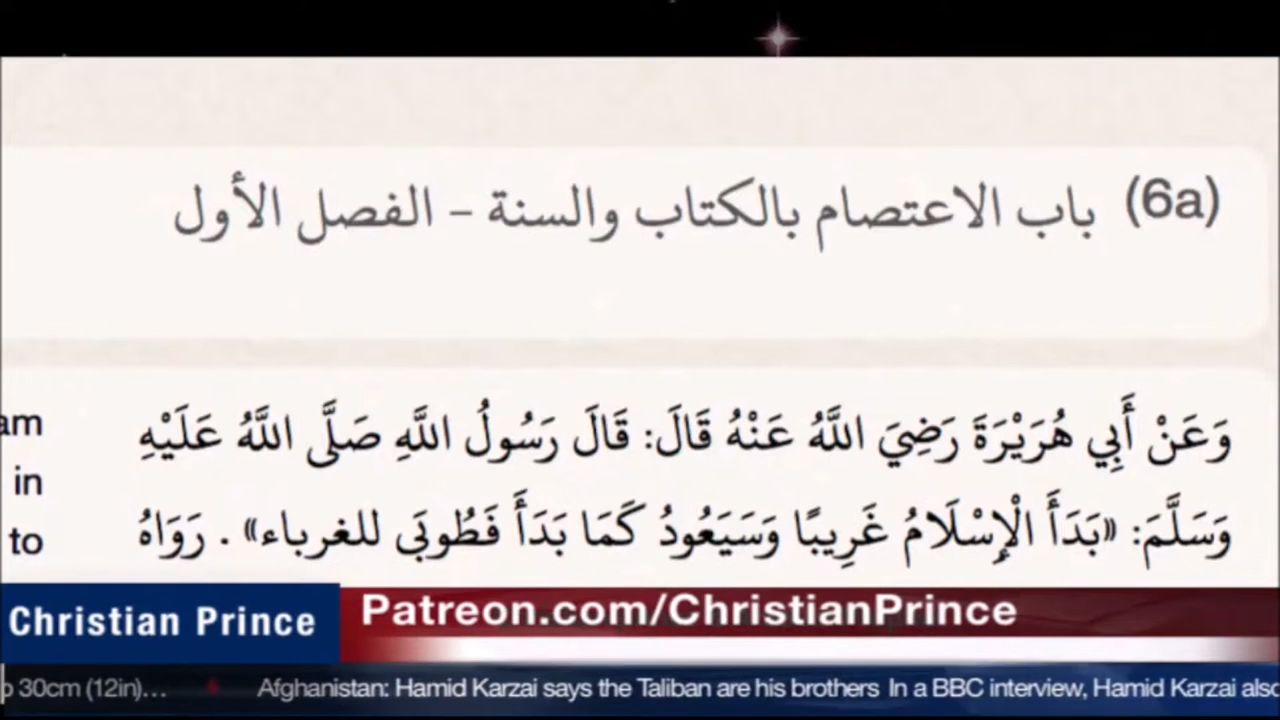 (6a) باب الاعتصام بالكتاب والسنة - الفصل الأول
وَعَنْ أَبِي هُرَيْرَةَ رَضِيَ اللَّهُ عَنْهُ قَالَ: قَالَ رَسُولُ اللَّهِ صَلَّى اللَّهُ عَلَيْهِ
وَسَلَّمَ: «بَدَأَ الْإِسْلَامُ غَرِيبًا وَسَيَعُودُ كَمَا بَدَأَ فَطُوبَى للغرباء» . رَوَاهُ
am
in
to
Christian Prince
Patreon.com/ChristianPrince
30cm (12in)... Afghanistan: Hamid Karzai says the Taliban are his brothers In a BBC interview, Hamid Karzai also